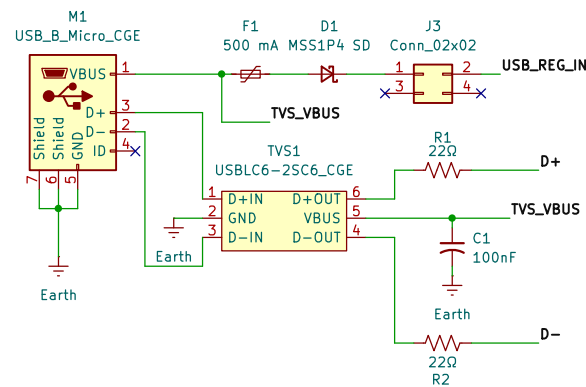 M1
USB_B_Micro_CGE
VBUS 1
D+ 3
D- 2
ID 4
Shield Shield GND
7 6 5
Earth
F1
500 mA
D1
MSS1P4 SD
J3
Conn_02x02
1 2
3 4
USB_REG_IN
TVS_VBUS
TVS1
USBLC6-2SC6_CGE
1 D+IN D+OUT 6
2 GND VBUS 5
3 D-IN D-OUT 4
Earth
R1
22Ω
D+
TVS_VBUS
C1
100nF
Earth
D-
22Ω
R2